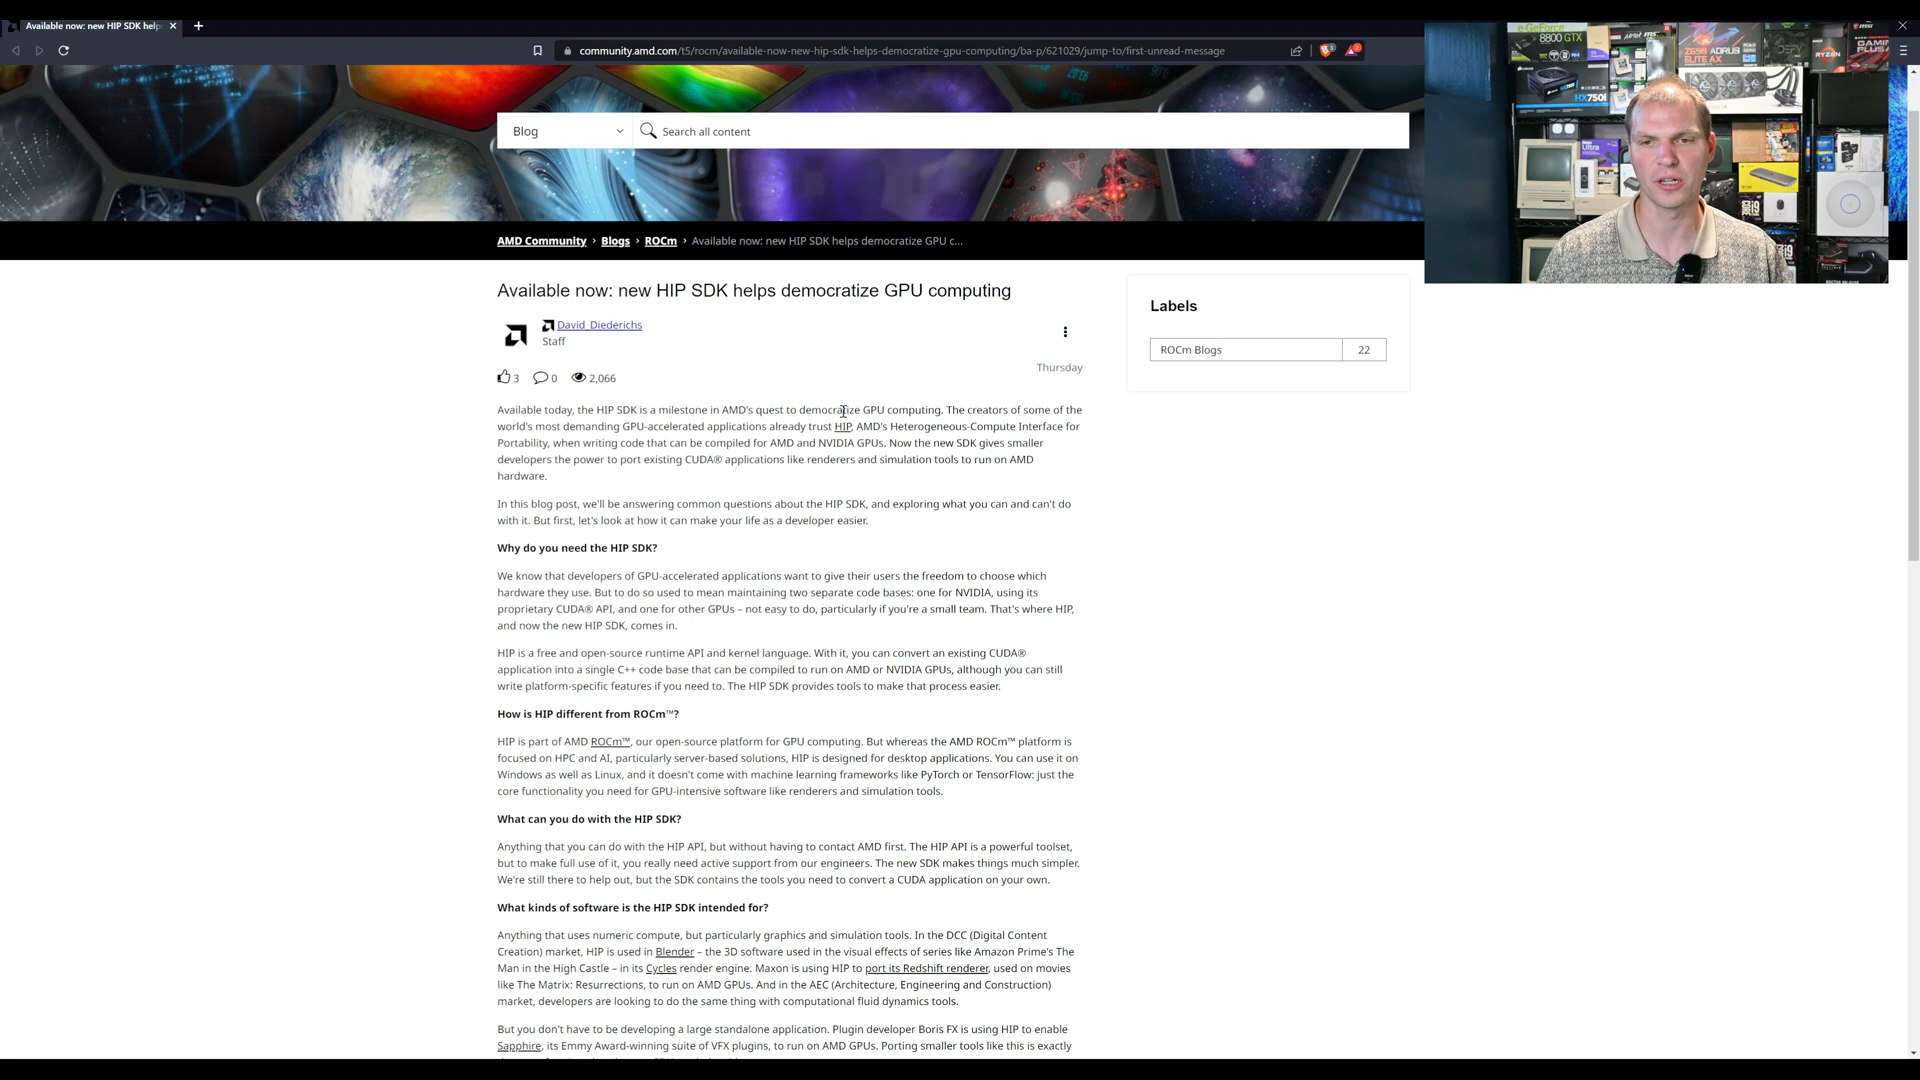 Available now: new HIP SDK help
community.amd.com/t5/rocm/available-now-new-hip-sdk-helps-democratize-gpu-computing/ba-p/621029/jump-to/first-unread-message
Blog
Search all content
AMD Community › Blogs › ROCm › Available now: new HIP SDK helps democratize GPU c...
Available now: new HIP SDK helps democratize GPU computing
David_Diederichs
Staff
Thursday
3 0 2,066
Available today, the HIP SDK is a milestone in AMD's quest to democratize GPU computing. The creators of some of the
world's most demanding GPU-accelerated applications already trust HIP, AMD's Heterogeneous-Compute Interface for
Portability, when writing code that can be compiled for AMD and NVIDIA GPUs. Now the new SDK gives smaller
developers the power to port existing CUDA® applications like renderers and simulation tools to run on AMD
hardware.
In this blog post, we'll be answering common questions about the HIP SDK, and exploring what you can and can't do
with it. But first, let's look at how it can make your life as a developer easier.
Why do you need the HIP SDK?
We know that developers of GPU-accelerated applications want to give their users the freedom to choose which
hardware they use. But to do so used to mean maintaining two separate code bases: one for NVIDIA, using its
proprietary CUDA® API, and one for other GPUs – not easy to do, particularly if you're a small team. That's where HIP,
and now the new HIP SDK, comes in.
HIP is a free and open-source runtime API and kernel language. With it, you can convert an existing CUDA®
application into a single C++ code base that can be compiled to run on AMD or NVIDIA GPUs, although you can still
write platform-specific features if you need to. The HIP SDK provides tools to make that process easier.
How is HIP different from ROCm™?
HIP is part of AMD ROCm™, our open-source platform for GPU computing. But whereas the AMD ROCm™ platform is
focused on HPC and AI, particularly server-based solutions, HIP is designed for desktop applications. You can use it on
Windows as well as Linux, and it doesn't come with machine learning frameworks like PyTorch or TensorFlow: just the
core functionality you need for GPU-intensive software like renderers and simulation tools.
What can you do with the HIP SDK?
Anything that you can do with the HIP API, but without having to contact AMD first. The HIP API is a powerful toolset,
but to make full use of it, you really need active support from our engineers. The new SDK makes things much simpler.
We're still there to help out, but the SDK contains the tools you need to convert a CUDA application on your own.
What kinds of software is the HIP SDK intended for?
Anything that uses numeric compute, but particularly graphics and simulation tools. In the DCC (Digital Content
Creation) market, HIP is used in Blender – the 3D software used in the visual effects of series like Amazon Prime's The
Man in the High Castle – in its Cycles render engine. Maxon is using HIP to port its Redshift renderer, used on movies
like The Matrix: Resurrections, to run on AMD GPUs. And in the AEC (Architecture, Engineering and Construction)
market, developers are looking to do the same thing with computational fluid dynamics tools.
But you don't have to be developing a large standalone application. Plugin developer Boris FX is using HIP to enable
Sapphire, its Emmy Award-winning suite of VFX plugins, to run on AMD GPUs. Porting smaller tools like this is exactly
Labels
ROCm Blogs 22
e-GeForce
8800 GTX
Z690 AORUS
ELITE AX
RYZEN
HX750i
Ultra
i9